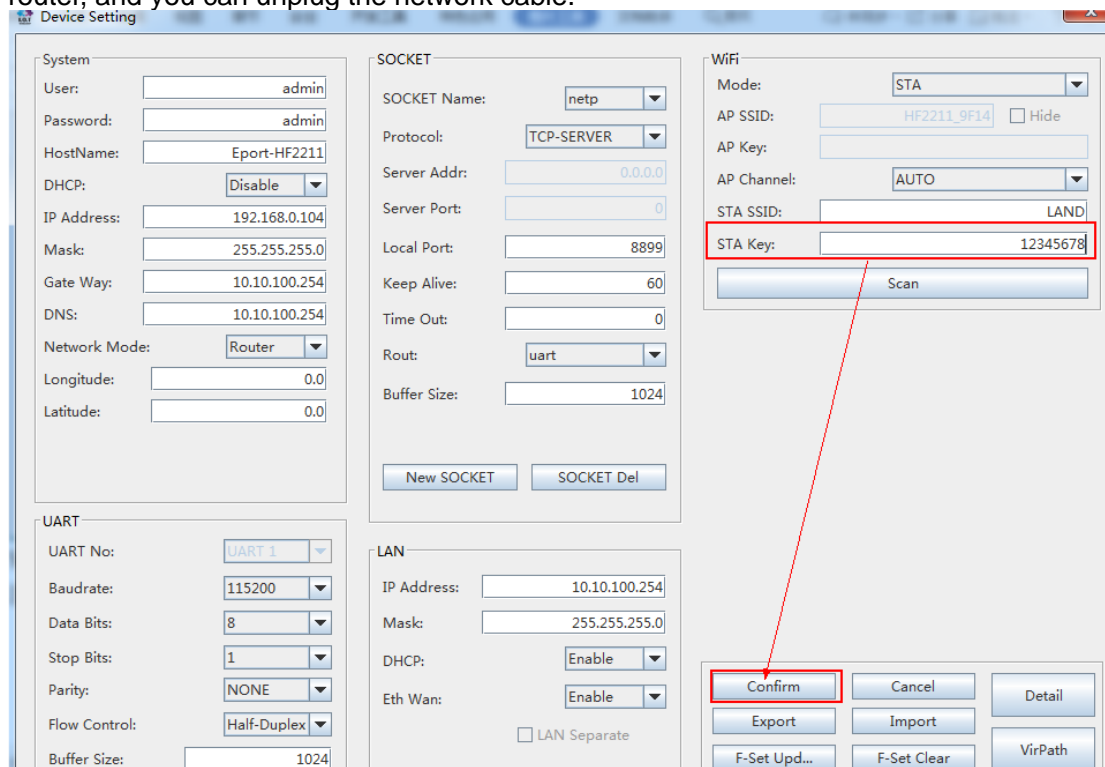 router, and you can unplug the network cable.
Device Setting
System
User: admin
Password: admin
HostName: Eport-HF2211
DHCP: Disable
IP Address: 192.168.0.104
Mask: 255.255.255.0
Gate Way: 10.10.100.254
DNS: 10.10.100.254
Network Mode: Router
Longitude: 0.0
Latitude: 0.0
UART
UART No: UART 1
Baudrate: 115200
Data Bits: 8
Stop Bits: 1
Parity: NONE
Flow Control: Half-Duplex
Buffer Size: 1024
SOCKET
SOCKET Name: netp
Protocol: TCP-SERVER
Server Addr: 0.0.0.0
Server Port: 0
Local Port: 8899
Keep Alive: 60
Time Out: 0
Rout: uart
Buffer Size: 1024
New SOCKET SOCKET Del
LAN
IP Address: 10.10.100.254
Mask: 255.255.255.0
DHCP: Enable
Eth Wan: Enable
LAN Separate
WiFi
Mode: STA
AP SSID: HF2211_9F14 Hide
AP Key:
AP Channel: AUTO
STA SSID: LAND
STA Key: 12345678
Scan
Confirm Cancel Detail
Export Import
F-Set Upd... F-Set Clear VirPath